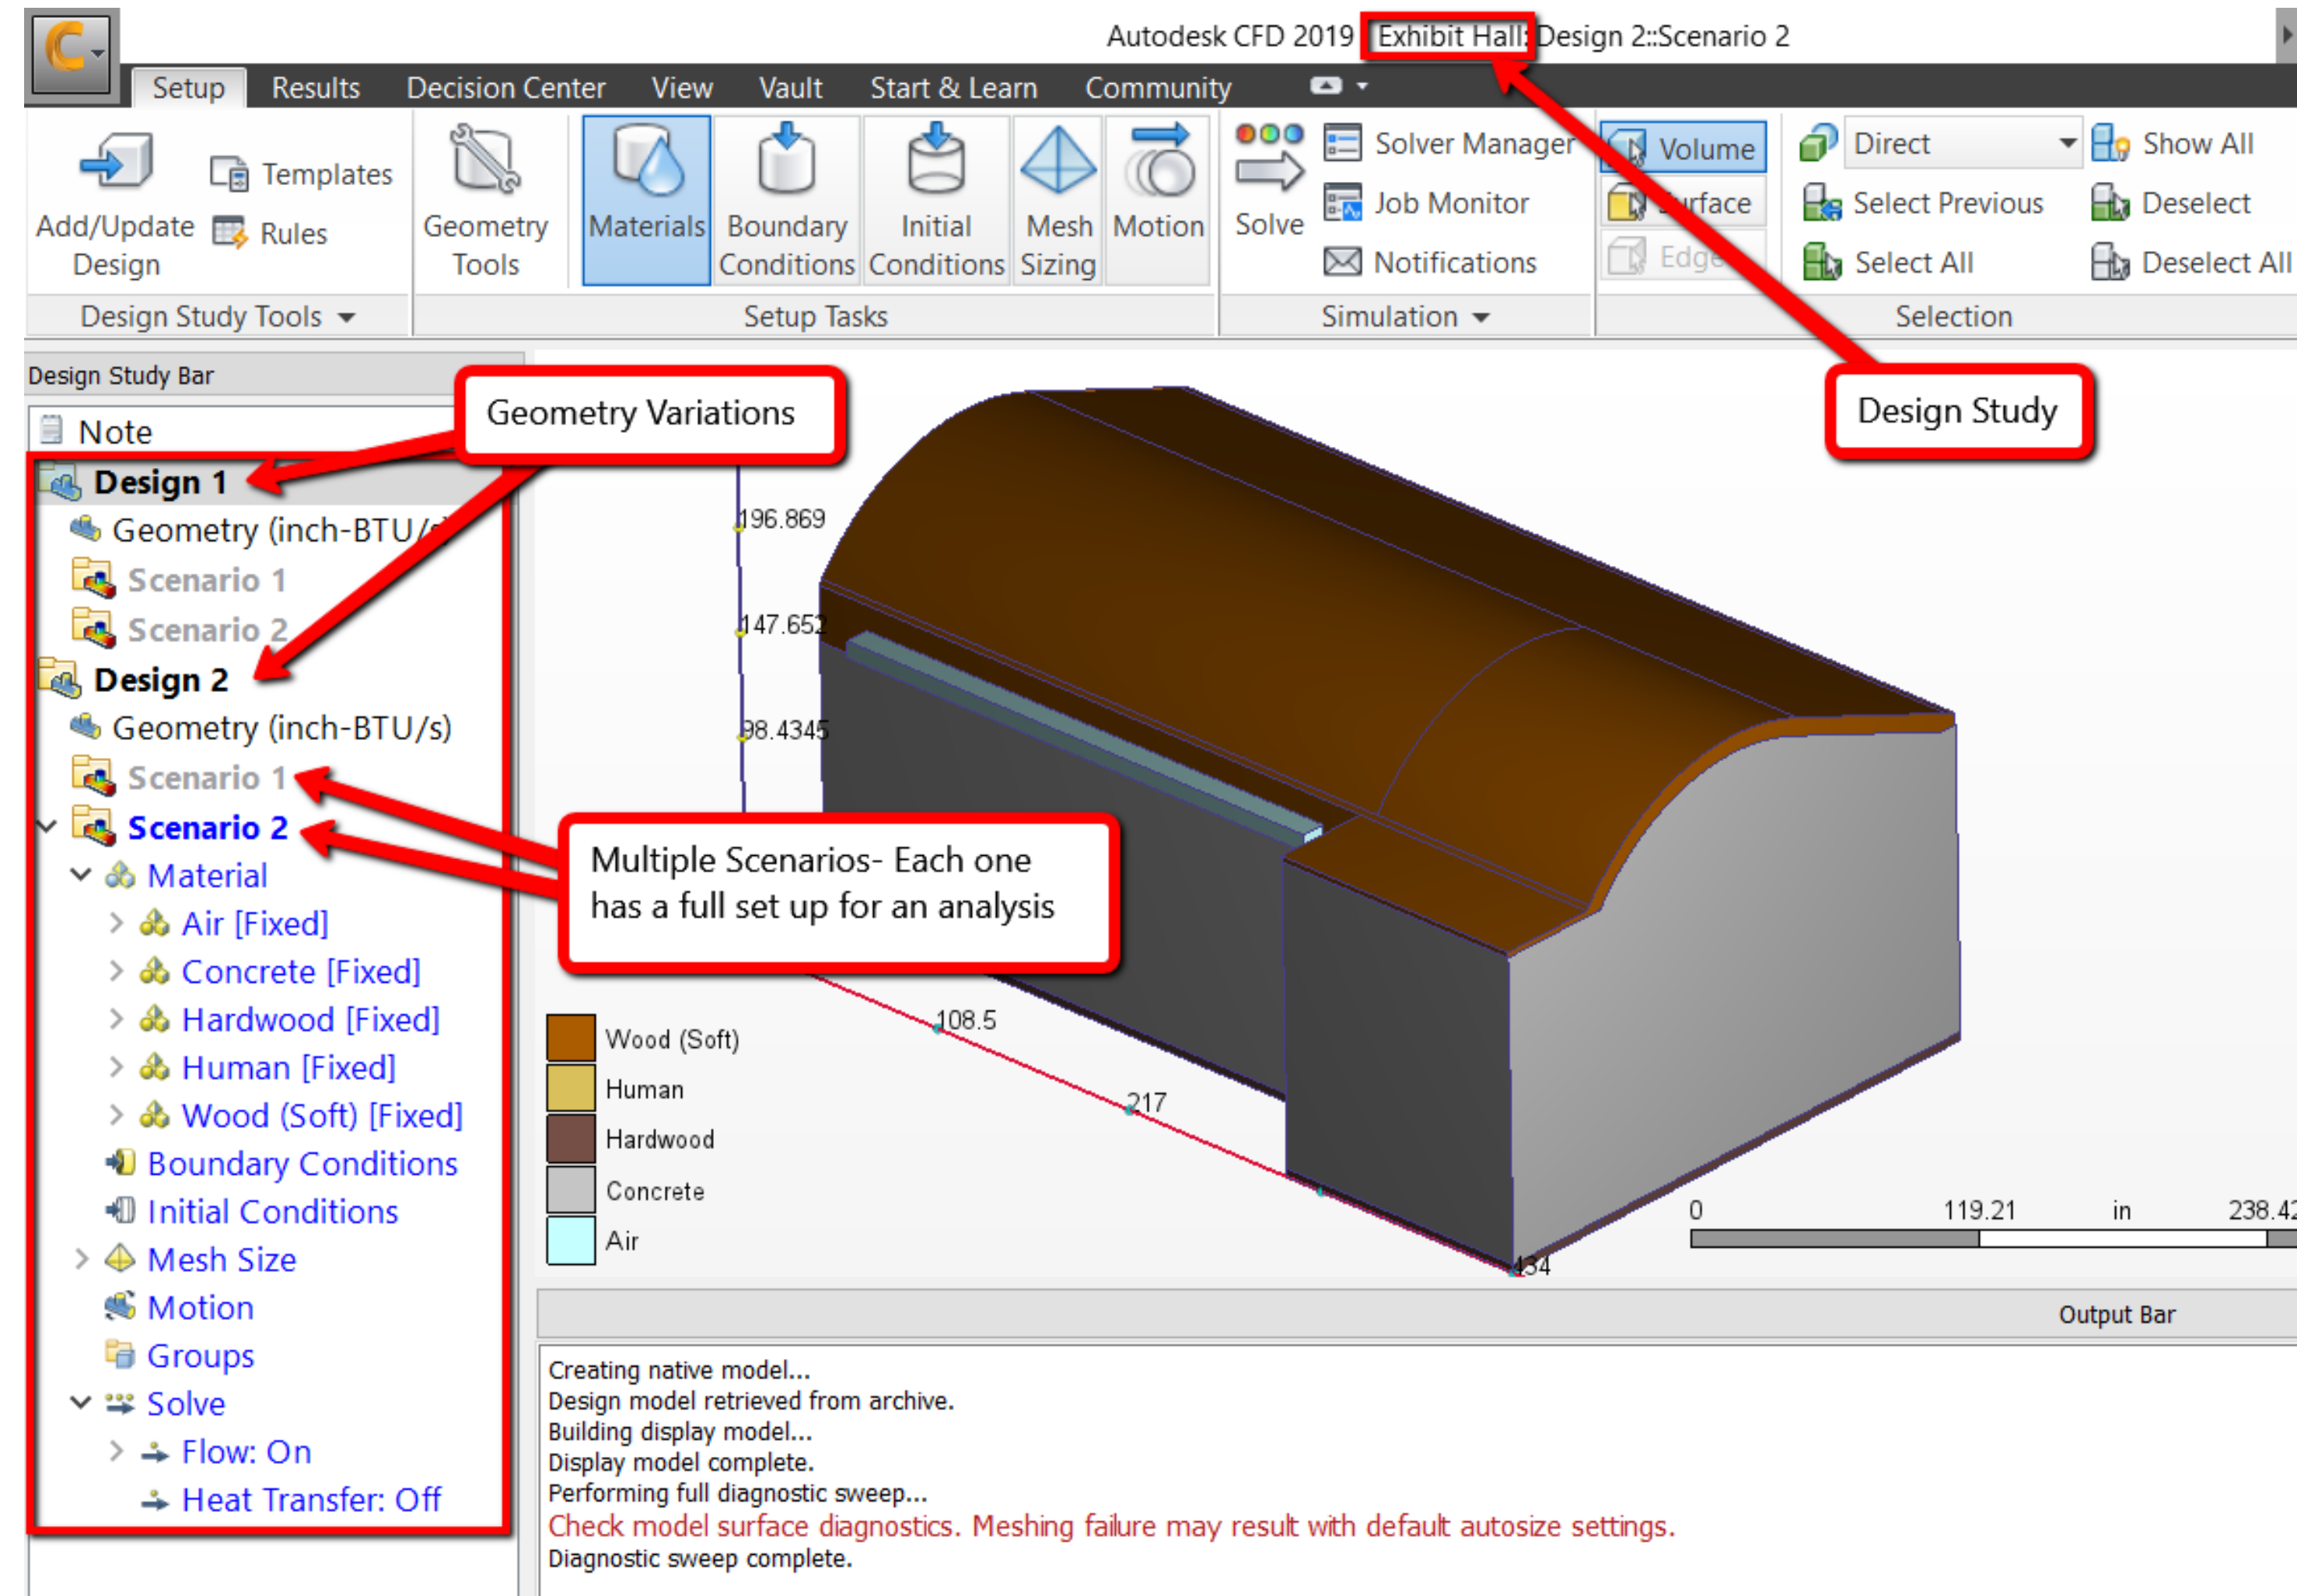 Autodesk CFD 2019 Exhibit Hall: Design 2::Scenario 2
Setup Results Decision Center View Vault Start & Learn Community
Add/Update Design
Templates
Rules
Geometry Tools
Materials
Boundary Conditions
Initial Conditions
Mesh Sizing
Motion
Solve
Solver Manager
Job Monitor
Notifications
Volume
Surface
Edge
Direct
Select Previous
Select All
Show All
Deselect
Deselect All
Design Study Tools
Setup Tasks
Simulation
Selection
Design Study Bar
Note
Design 1
Geometry (inch-BTU/s)
Scenario 1
Scenario 2
Design 2
Geometry (inch-BTU/s)
Scenario 1
Scenario 2
Material
Air [Fixed]
Concrete [Fixed]
Hardwood [Fixed]
Human [Fixed]
Wood (Soft) [Fixed]
Boundary Conditions
Initial Conditions
Mesh Size
Motion
Groups
Solve
Flow: On
Heat Transfer: Off
Geometry Variations
Design Study
Multiple Scenarios- Each one
has a full set up for an analysis
196.869
147.652
98.4345
108.5
217
434
Wood (Soft)
Human
Hardwood
Concrete
Air
0 119.21 in 238.42
Output Bar
Creating native model...
Design model retrieved from archive.
Building display model...
Display model complete.
Performing full diagnostic sweep...
Check model surface diagnostics. Meshing failure may result with default autosize settings.
Diagnostic sweep complete.